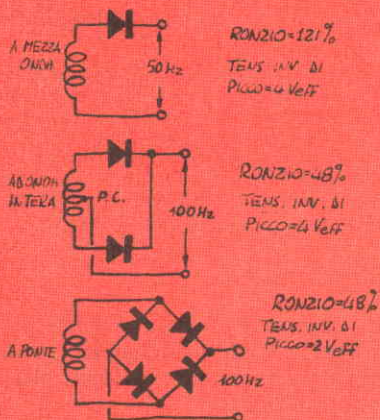 A MEZZA
ONDA
50 Hz
RONZIO=121%
TENS. INV. DI
PICCO=4 Veff
AD ONDA
INTERA
P.C.
100Hz
RONZIO=48%
TENS. INV. DI
PICCO=4 Veff
A PONTE
100Hz
RONZIO=48%
TENS. INV. DI
PICCO=2 Veff